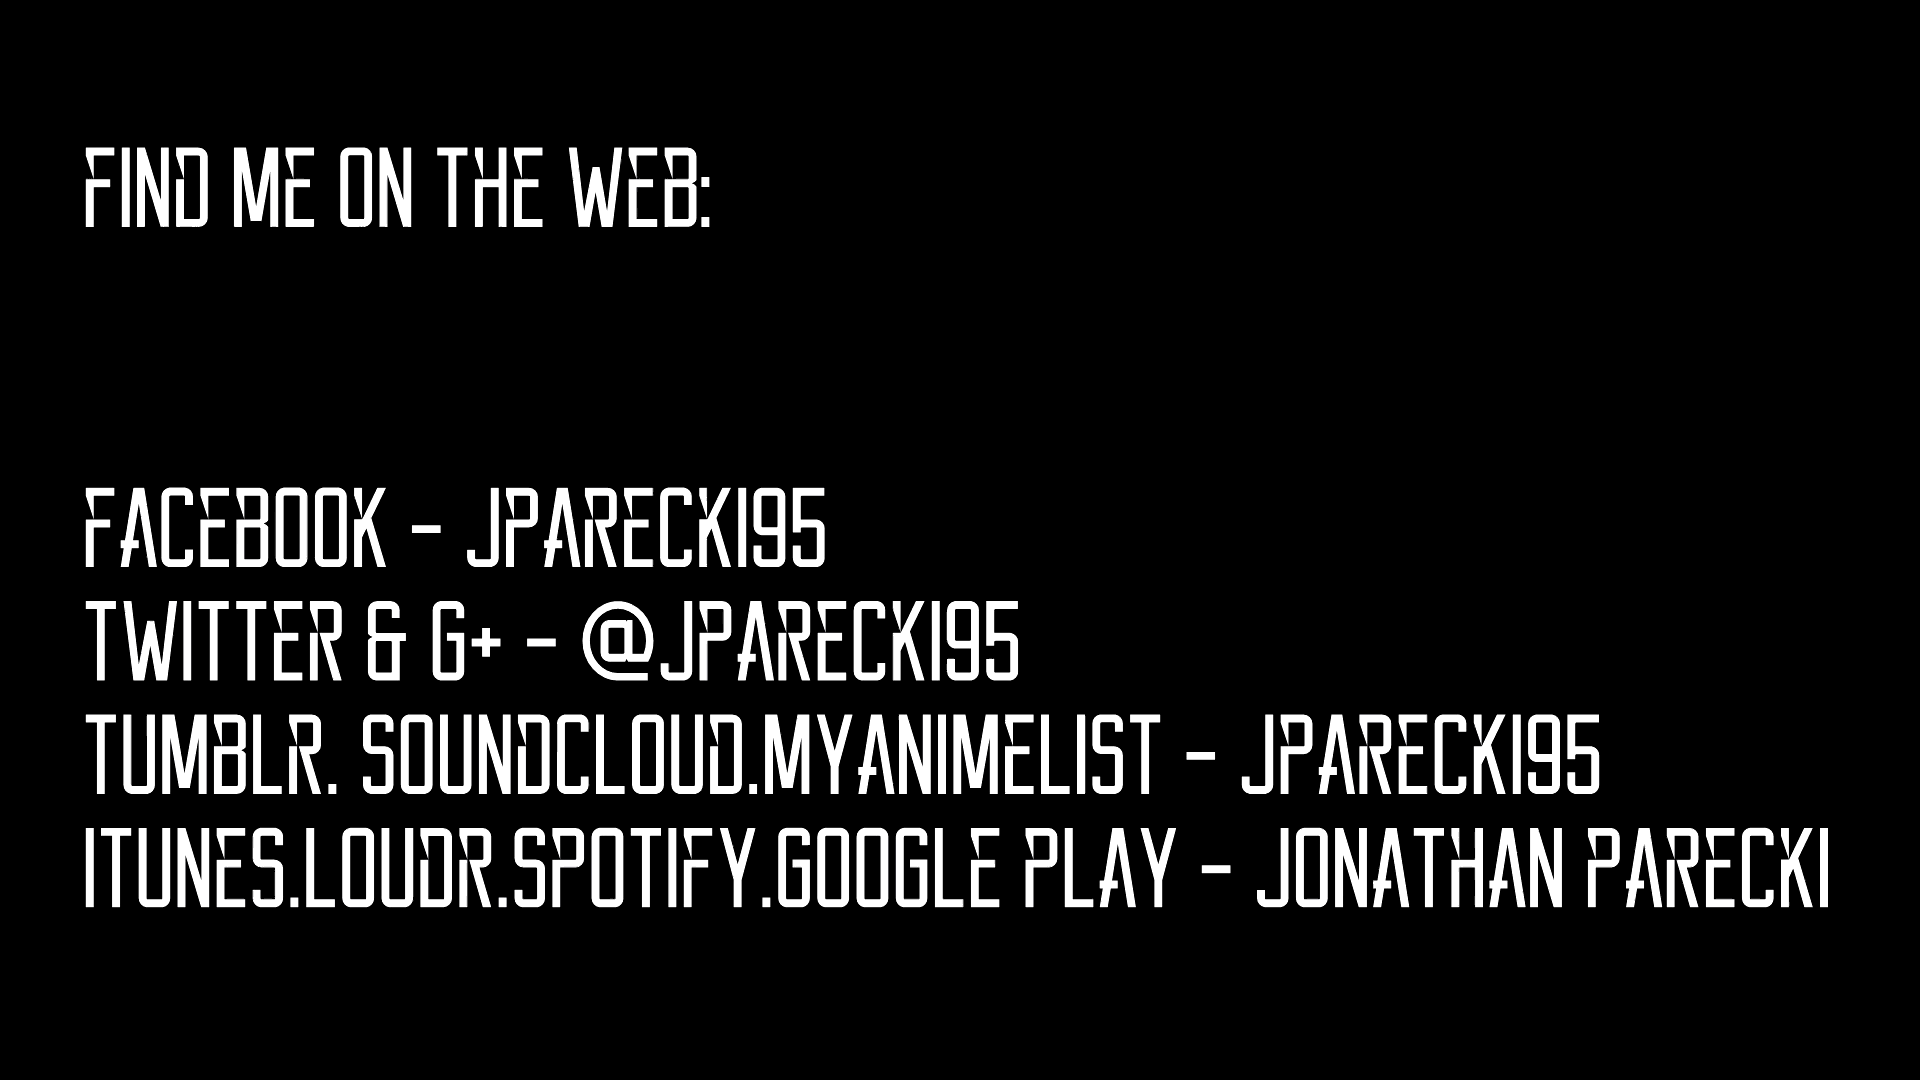 FIND ME ON THE WEB:
FACEBOOK - JPARECKI95
TWITTER & G+ - @JPARECKI95
TUMBLR. SOUNDCLOUD.MYANIMELIST - JPARECKI95
ITUNES.LOUDR.SPOTIFY.GOOGLE PLAY - JONATHAN PARECKI